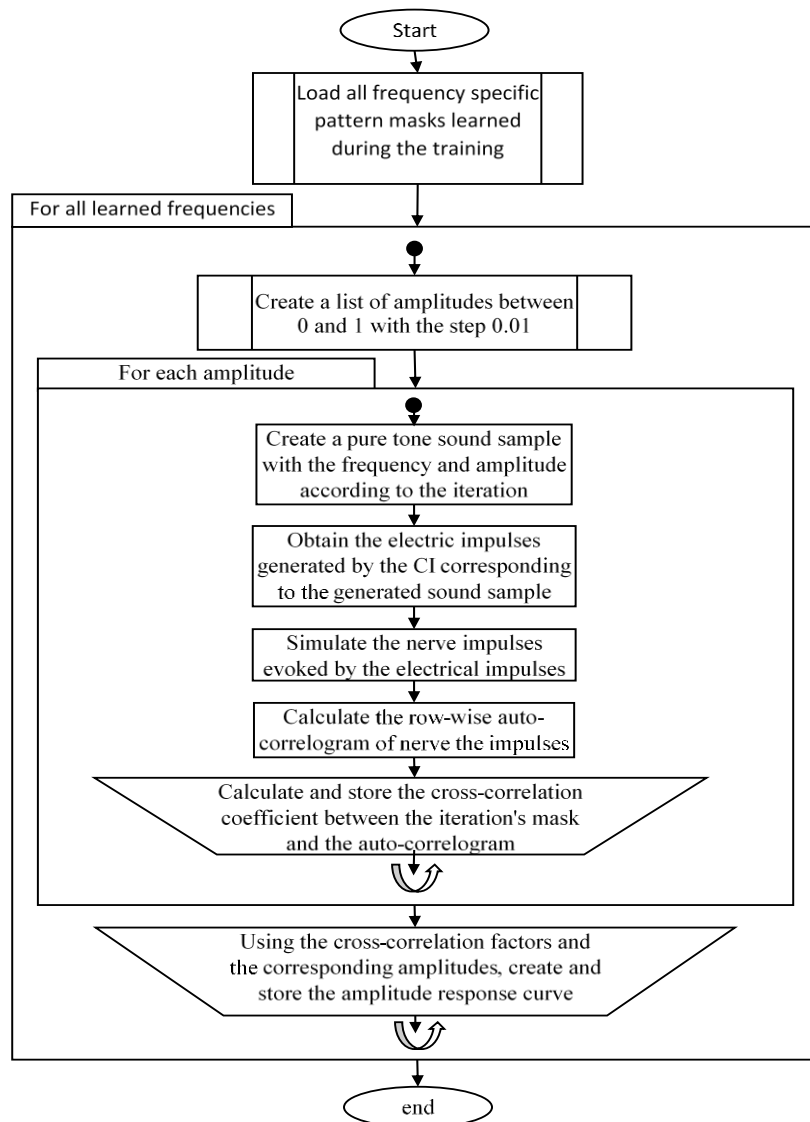 Start
Load all frequency specific
pattern masks learned
during the training
For all learned frequencies
Create a list of amplitudes between
0 and 1 with the step 0.01
For each amplitude
Create a pure tone sound sample
with the frequency and amplitude
according to the iteration
Obtain the electric impulses
generated by the CI corresponding
to the generated sound sample
Simulate the nerve impulses
evoked by the electrical impulses
Calculate the row-wise auto-
correlogram of nerve the impulses
Calculate and store the cross-correlation
coefficient between the iteration's mask
and the auto-correlogram
Using the cross-correlation factors and
the corresponding amplitudes, create and
store the amplitude response curve
end